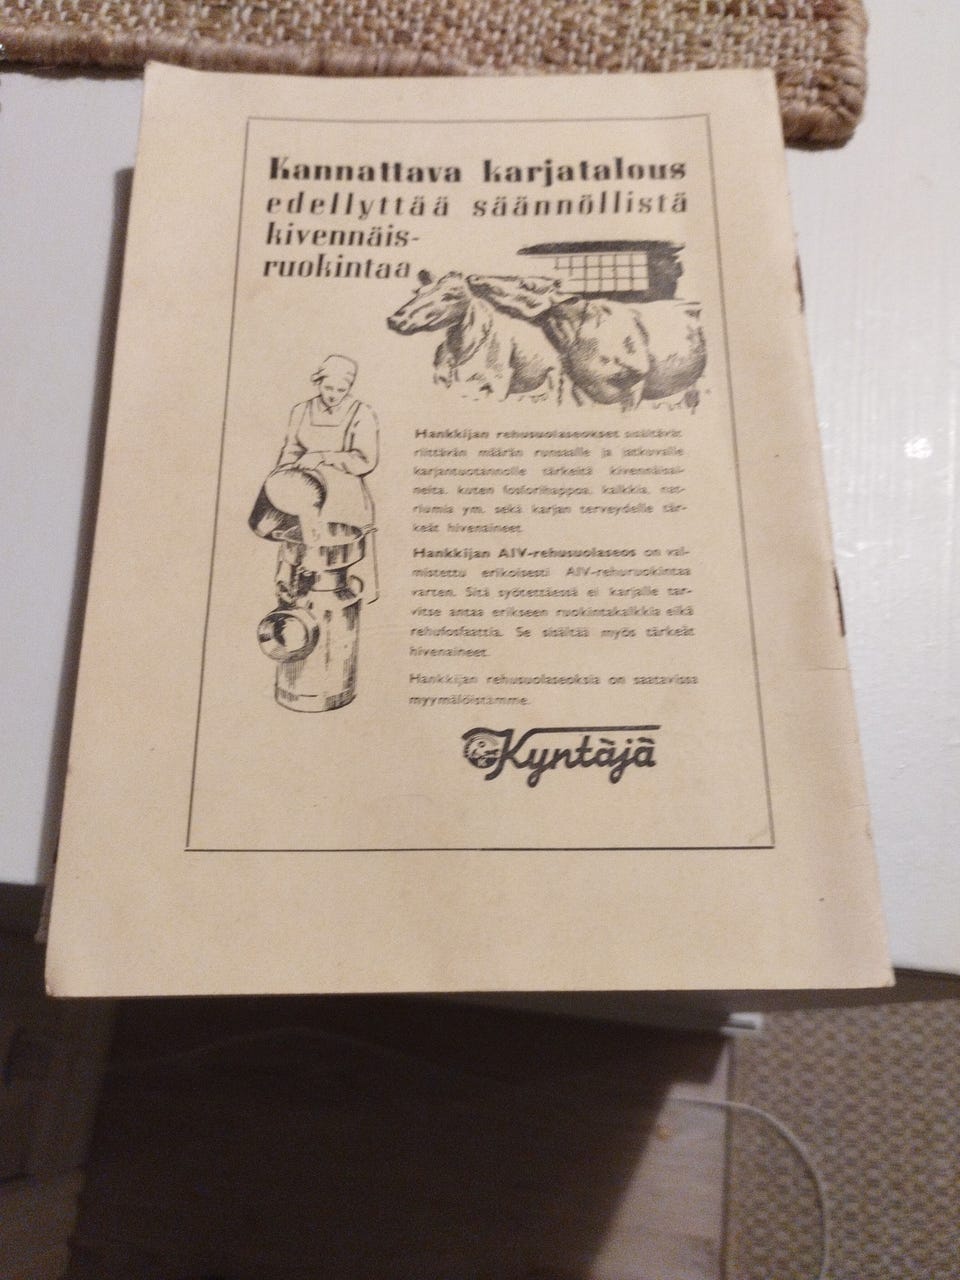 Kannattava karjatalous
edellyttää säännöllistä
kivennäis-
ruokintaa
Hankkijan rehusuolaseokset sisältävät
riittävän määrän runsaalle ja jatkuvalle
karjantuotannolle tärkeitä kivennäisai-
neita, kuten fosforihappoa, kalkkia, nat-
riumia ym. sekä karjan terveydelle tär-
keät hivenaineet.
Hankkijan AIV-rehusuolaseos on val-
mistettu erikoisesti AIV-rehuruokintaa
varten. Sitä syötettäessä ei karjalle tar-
vitse antaa erikseen ruokintakalkkia eikä
rehufosfaattia. Se sisältää myös tärkeät
hivenaineet.
Hankkijan rehusuolaseoksia on saatavissa
myymälöistämme.
Kyntäjä